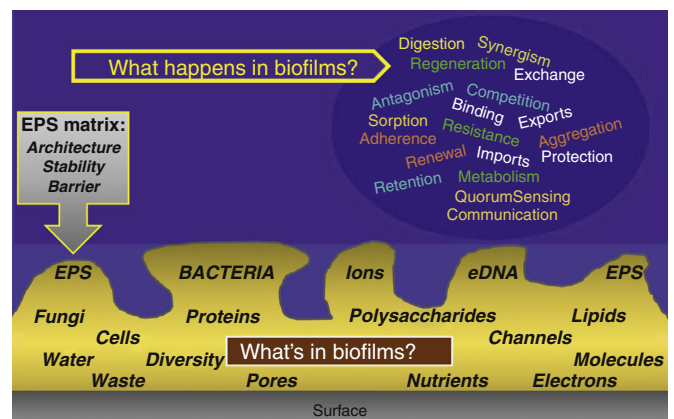 What happens in biofilms?
Digestion Synergism
Regeneration
Exchange
Antagonism Competition
Binding Exports
Sorption
Adherence Resistance Aggregation
Renewal Imports Protection
Retention Metabolism
QuorumSensing
Communication
EPS matrix:
Architecture
Stability
Barrier
EPS BACTERIA Ions eDNA EPS
Fungi Proteins Polysaccharides Lipids
Cells Channels
Water Diversity What's in biofilms? Molecules
Waste Pores Nutrients Electrons
Surface